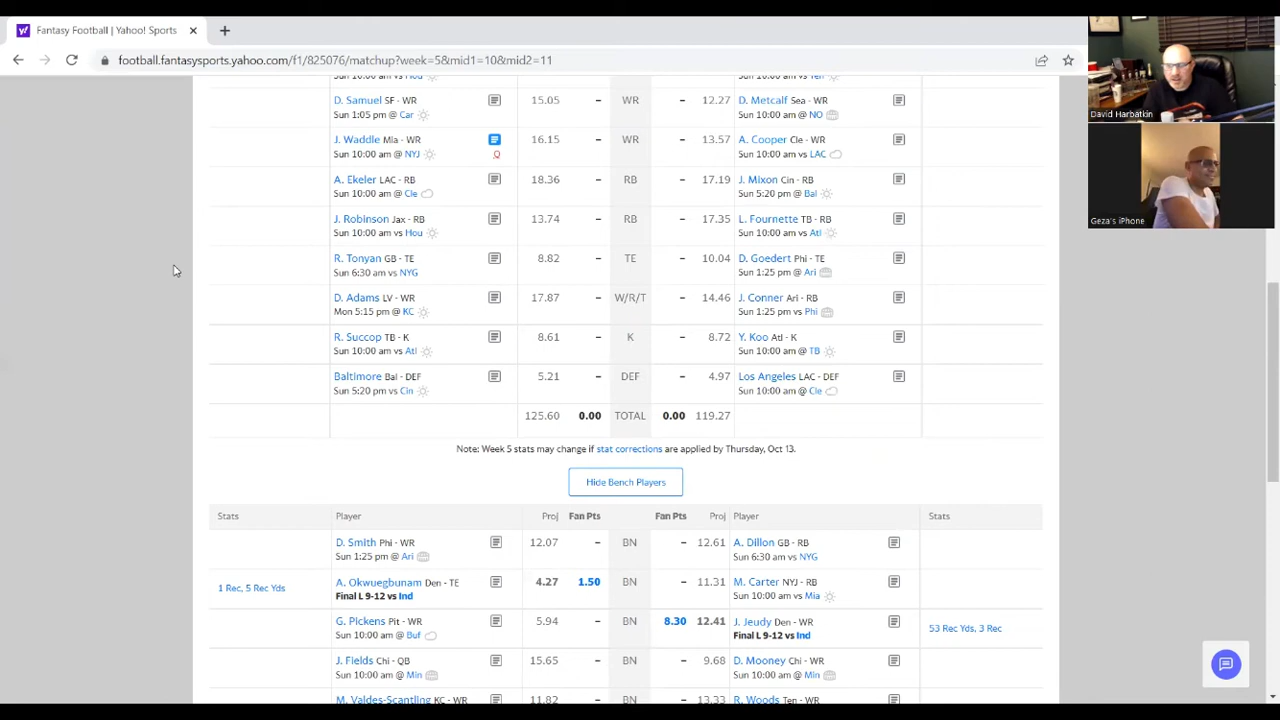 Fantasy Football | Yahoo! Sports
football.fantasysports.yahoo.com/f1/825076/matchup?week=5&mid1=10&mid2=11
D. Samuel SF - WR 15.05 – WR – 12.27 D. Metcalf Sea - WR
Sun 1:05 pm @ Car Sun 10:00 am @ NO
J. Waddle Mia - WR 16.15 – WR – 13.57 A. Cooper Cle - WR
Sun 10:00 am @ NYJ Q Sun 10:00 am vs LAC
A. Ekeler LAC - RB 18.36 – RB – 17.19 J. Mixon Cin - RB
Sun 10:00 am @ Cle Sun 5:20 pm @ Bal
J. Robinson Jax - RB 13.74 – RB – 17.35 L. Fournette TB - RB
Sun 10:00 am vs Hou Sun 10:00 am vs Atl
R. Tonyan GB - TE 8.82 – TE – 10.04 D. Goedert Phi - TE
Sun 6:30 am vs NYG Sun 1:25 pm @ Ari
D. Adams LV - WR 17.87 – W/R/T – 14.46 J. Conner Ari - RB
Mon 5:15 pm @ KC Sun 1:25 pm vs Phi
R. Succop TB - K 8.61 – K – 8.72 Y. Koo Atl - K
Sun 10:00 am vs Atl Sun 10:00 am @ TB
Baltimore Bal - DEF 5.21 – DEF – 4.97 Los Angeles LAC - DEF
Sun 5:20 pm vs Cin Sun 10:00 am @ Cle
125.60 0.00 TOTAL 0.00 119.27
Note: Week 5 stats may change if stat corrections are applied by Thursday, Oct 13.
Hide Bench Players
Stats Player Proj Fan Pts Fan Pts Proj Player Stats
D. Smith Phi - WR 12.07 – BN – 12.61 A. Dillon GB - RB
Sun 1:25 pm @ Ari Sun 6:30 am vs NYG
1 Rec, 5 Rec Yds A. Okwuegbunam Den - TE 4.27 1.50 BN – 11.31 M. Carter NYJ - RB
Final L 9-12 vs Ind Sun 10:00 am vs Mia
G. Pickens Pit - WR 5.94 – BN 8.30 12.41 J. Jeudy Den - WR 53 Rec Yds, 3 Rec
Sun 10:00 am @ Buf Final L 9-12 vs Ind
J. Fields Chi - QB 15.65 – BN – 9.68 D. Mooney Chi - WR
Sun 10:00 am @ Min Sun 10:00 am @ Min
M. Valdes-Scantling KC - WR 11.82 – BN – 13.33 R. Woods Ten - WR
David Harbatkin
Geza's iPhone